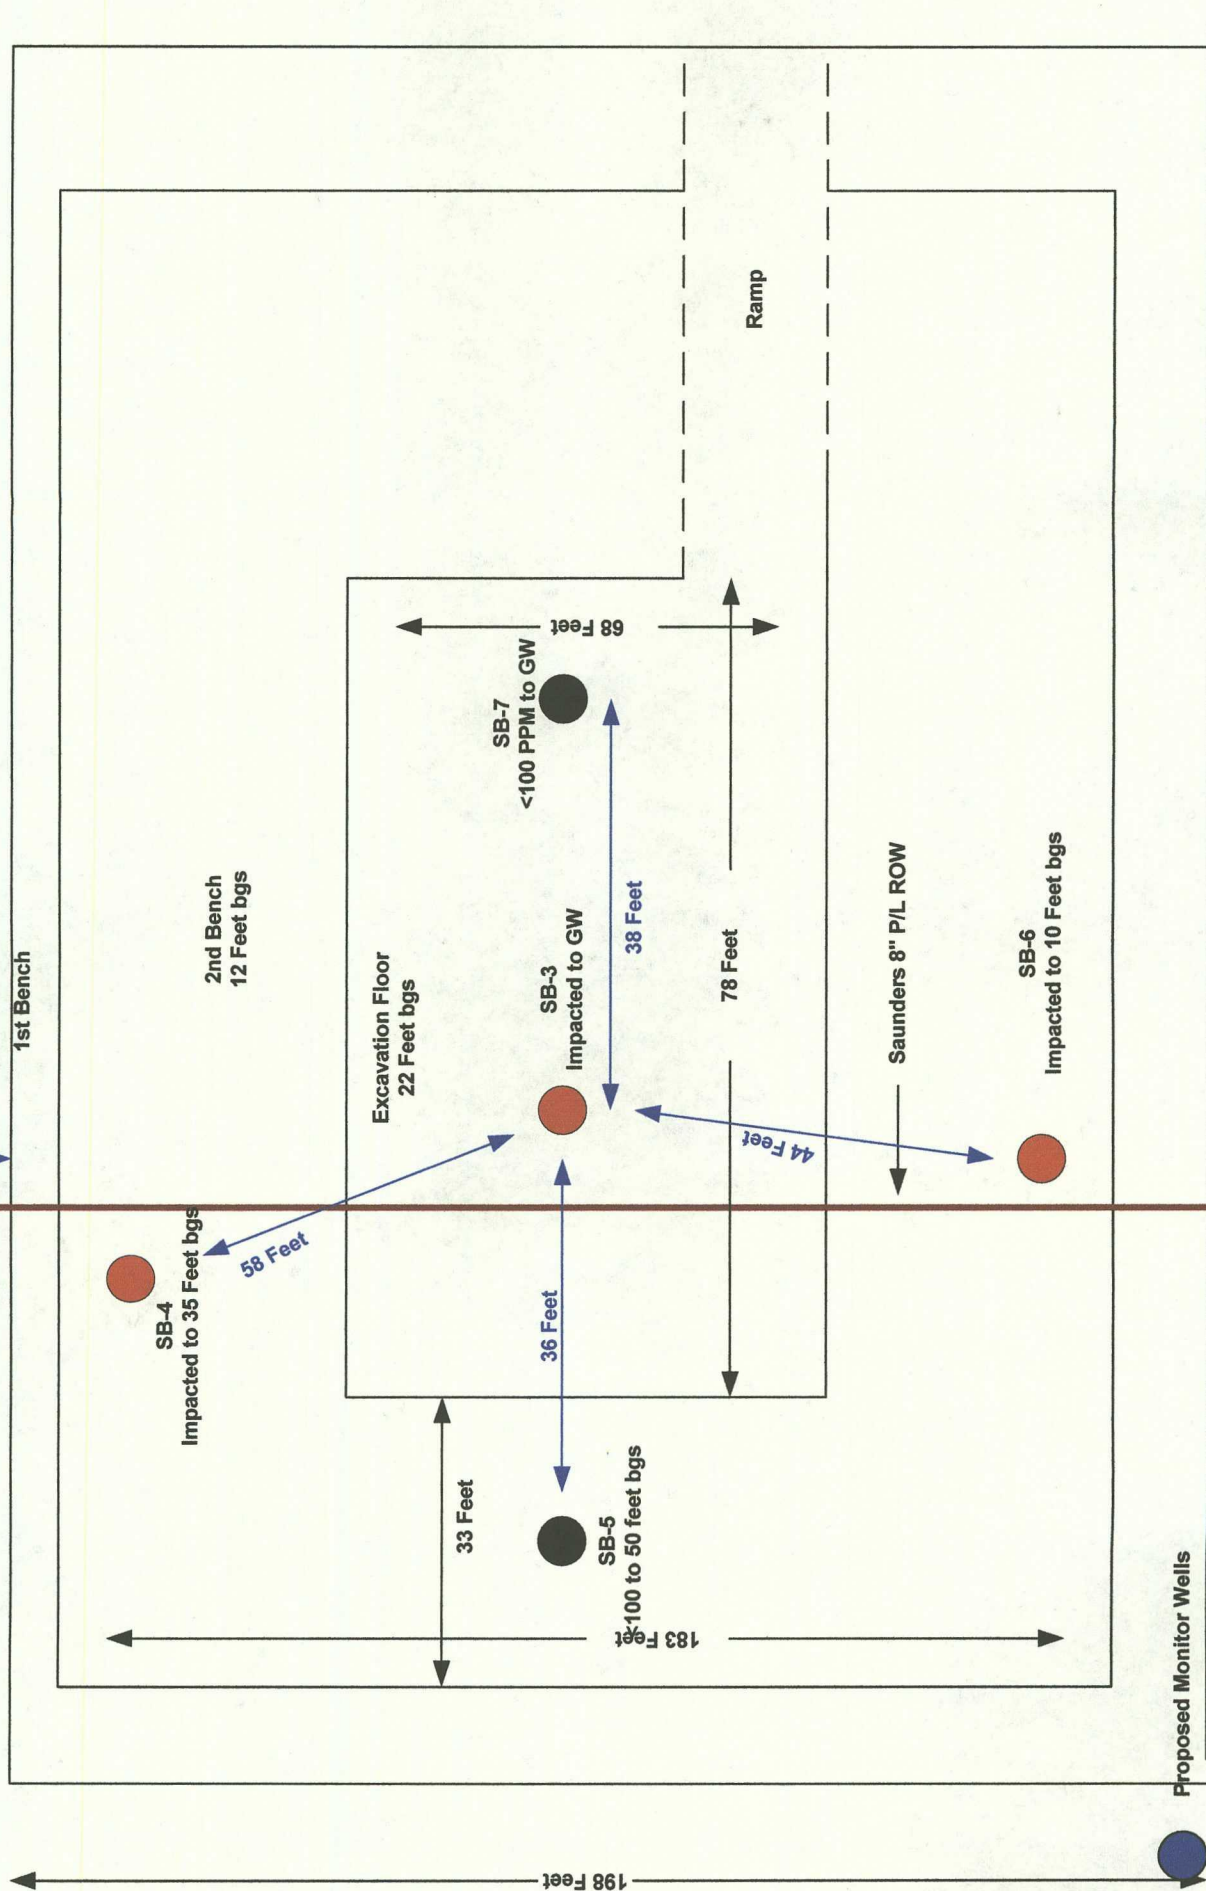 1st Bench
2nd Bench
12 Feet bgs
Excavation Floor
22 Feet bgs
Ramp
68 Feet
SB-7
<100 PPM to GW
SB-3
Impacted to GW
38 Feet
78 Feet
Saunders 8" P/L ROW
SB-6
Impacted to 10 Feet bgs
44 Feet
58 Feet
SB-4
Impacted to 35 Feet bgs
36 Feet
33 Feet
SB-5
<100 to 50 feet bgs
183 Feet
198 Feet
Proposed Monitor Wells